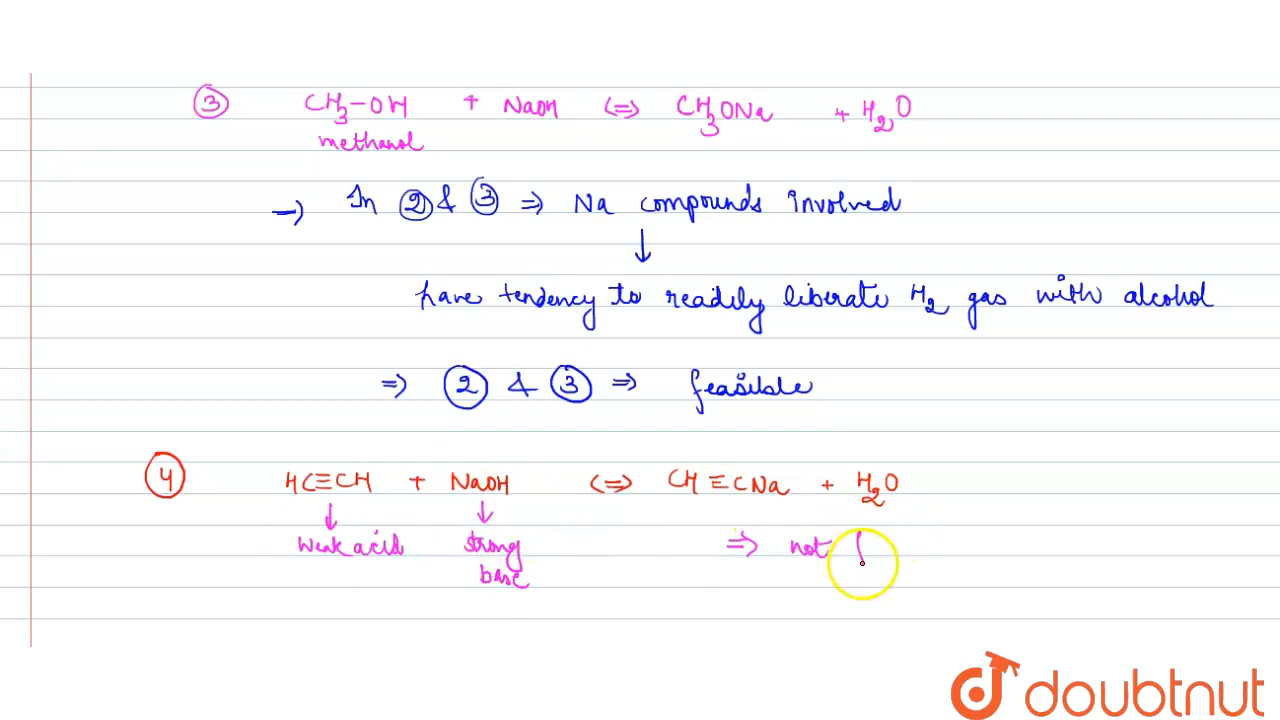 ③ CH3-OH + NaOH ⇔ CH3ONa + H2O
methanol
→ In ② & ③ ⇒ Na compounds involved
↓
have tendency to readily liberate H2 gas with alcohol
⇒ ② & ③ ⇒ feasible
④ HC≡CH + NaOH ⇔ CH≡CNa + H2O
↓ ↓
Weak acid strong base ⇒ not
doubtnut